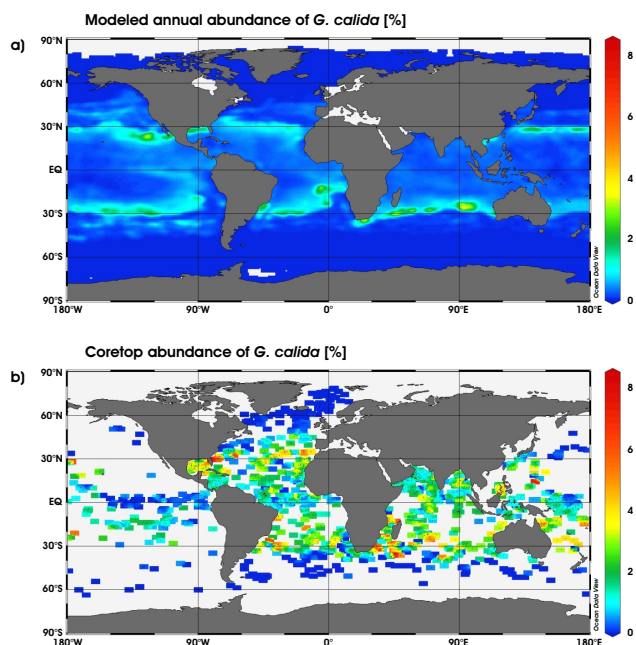 Modeled annual abundance of G. calida [%]
a)
90°N
60°N
30°N
EQ
30°S
60°S
90°S
180°W
90°W
0°E
90°E
180°E
8
6
4
2
0
Ocean Data View
Coretop abundance of G. calida [%]
b)
90°N
60°N
30°N
EQ
30°S
60°S
90°S
180°W
90°W
0°E
90°E
180°E
8
6
4
2
0
Ocean Data View